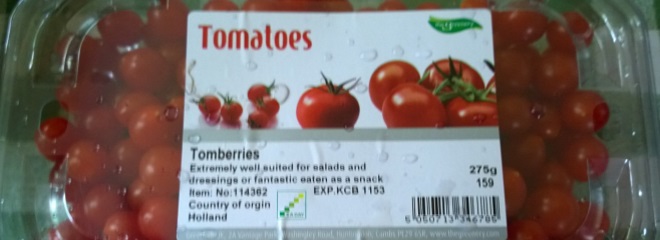 Tomatoes
Tomberries
Extremely well suited for salads and
dressings or fantastic eaten as a snack
275g
159
Item: No:114362 EXP.KCB 1153
Country of orgin
Holland
5 050713 346785